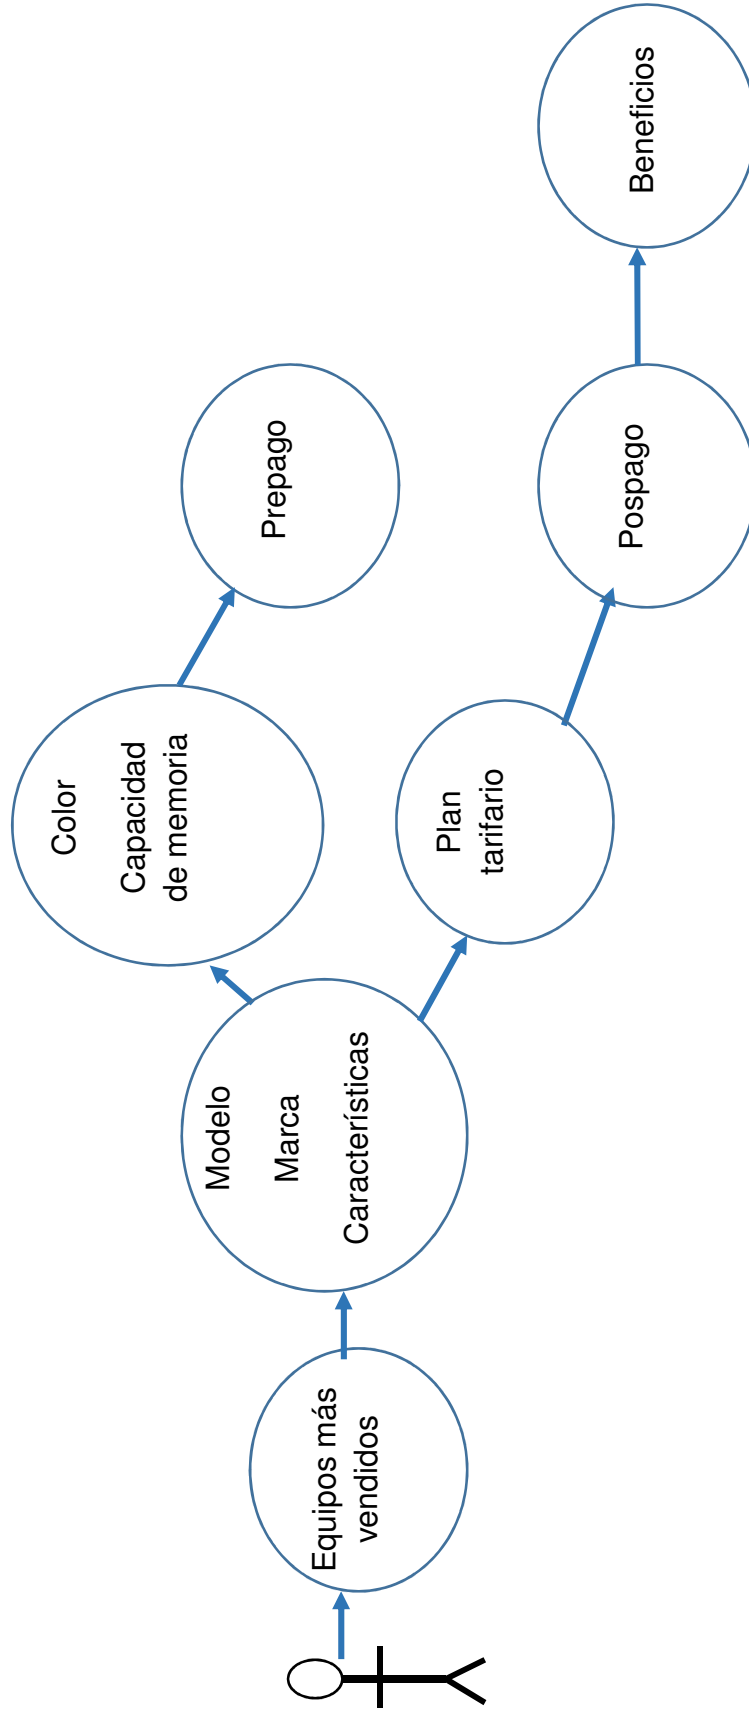 Equipos más
vendidos
Modelo
Marca
Características
Color
Capacidad
de memoria
Plan
tarifario
Prepago
Pospago
Beneficios